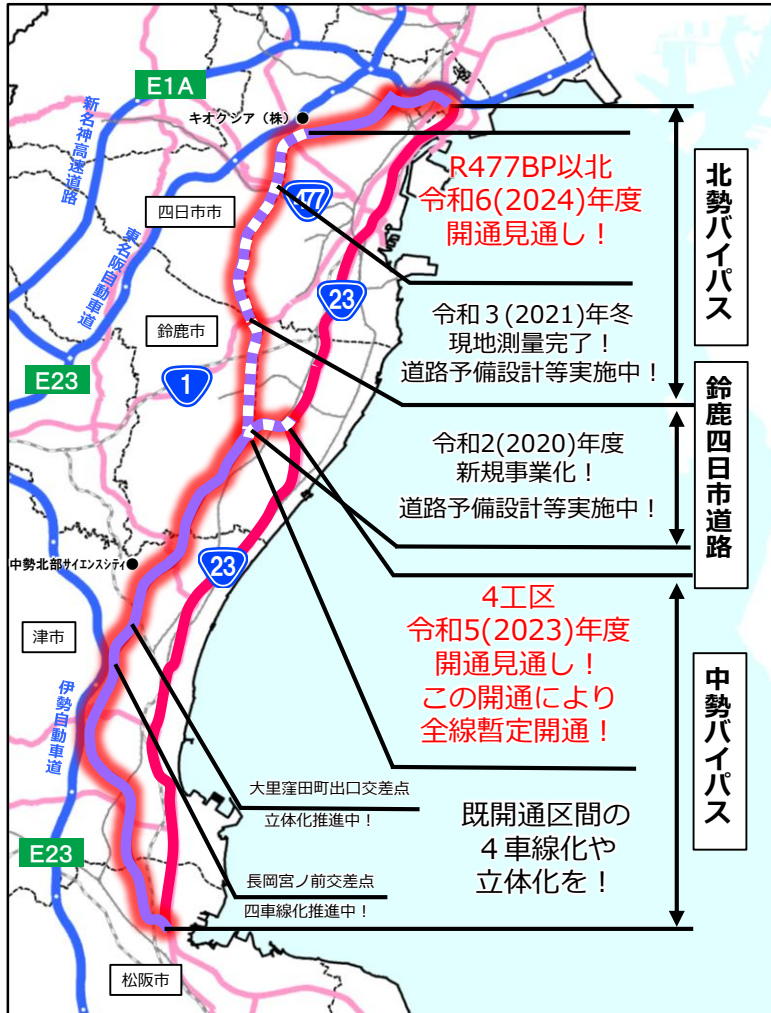 E1A
キオクシア（株）
新名神高速道路
R477BP以北
令和6(2024)年度
開通見通し！
北勢バイパス
四日市市
477
東名阪自動車道
23
令和３(2021)年冬
現地測量完了！
道路予備設計等実施中！
鈴鹿市
E23
1
鈴鹿四日市道路
令和2(2020)年度
新規事業化！
道路予備設計等実施中！
中勢北部サイエンスシティ
23
4工区
令和5(2023)年度
開通見通し！
この開通により
全線暫定開通！
津市
中勢バイパス
伊勢自動車道
大里窪田町出口交差点
立体化推進中！
既開通区間の
４車線化や
立体化を！
E23
長岡宮ノ前交差点
四車線化推進中！
松阪市